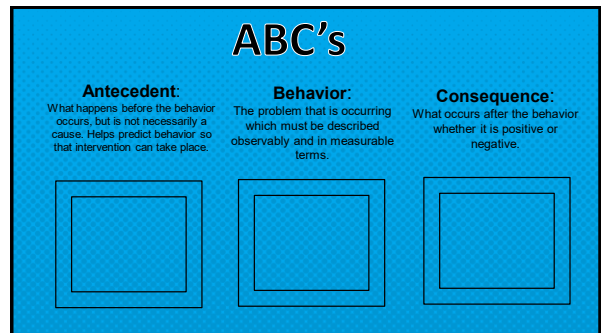 ABC's
Antecedent:
What happens before the behavior
occurs, but is not necessarily a
cause. Helps predict behavior so
that intervention can take place.
Behavior:
The problem that is occurring
which must be described
observably and in measurable
terms.
Consequence:
What occurs after the behavior
whether it is positive or
negative.